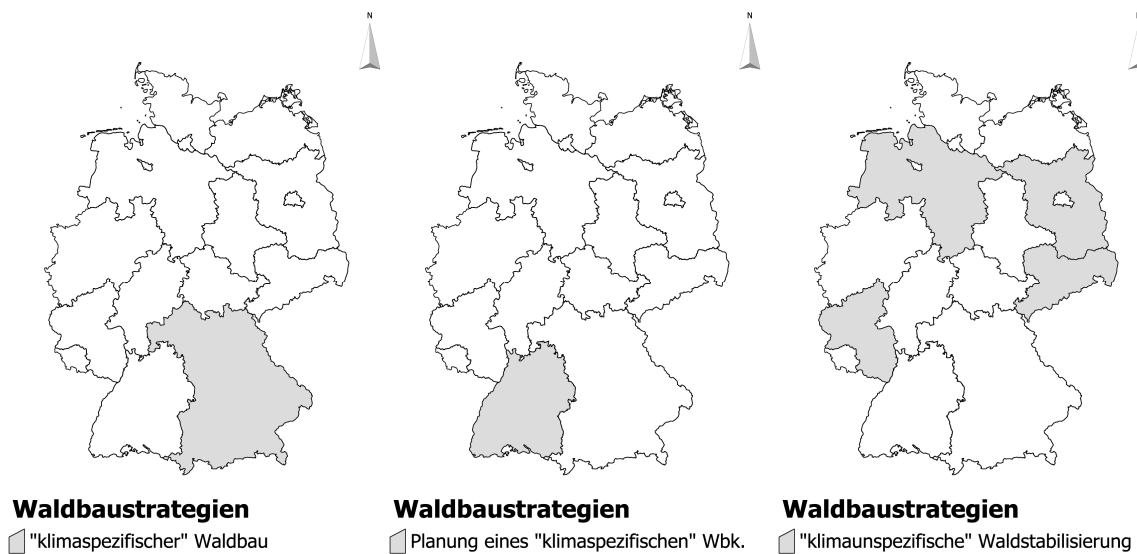 N
N
N
Waldbaustrategien
"klimaspezifischer" Waldbau
Waldbaustrategien
Planung eines "klimaspezifischen" Wbk.
Waldbaustrategien
"klimaunspezifische" Waldstabilisierung